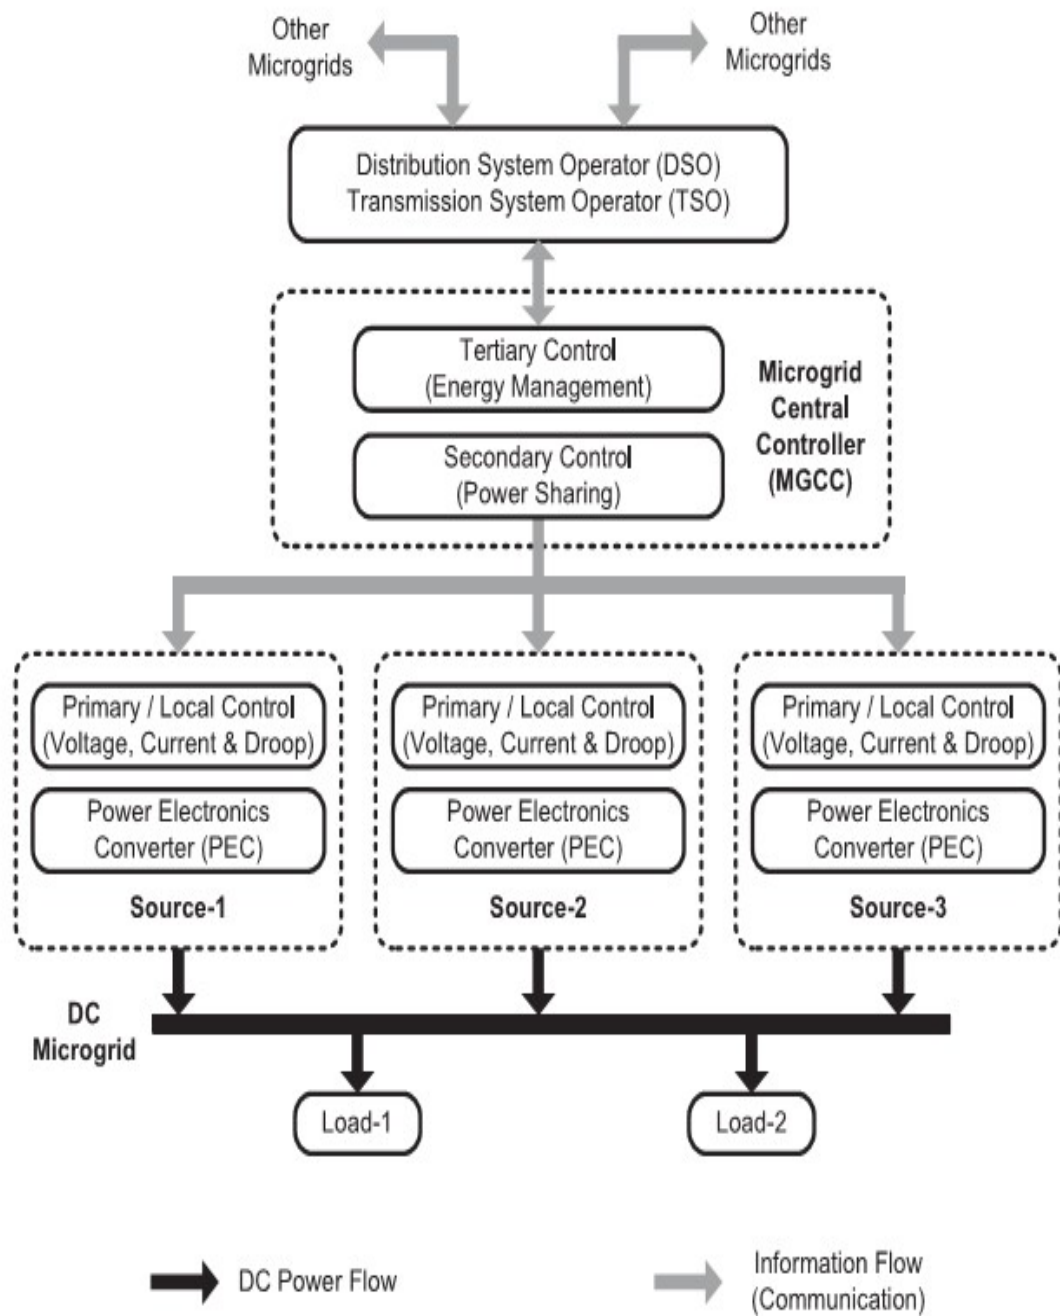 Other
Microgrids
Other
Microgrids
Distribution System Operator (DSO)
Transmission System Operator (TSO)
Tertiary Control
(Energy Management)
Secondary Control
(Power Sharing)
Microgrid
Central
Controller
(MGCC)
Primary / Local Control
(Voltage, Current & Droop)
Power Electronics
Converter (PEC)
Source-1
Primary / Local Control
(Voltage, Current & Droop)
Power Electronics
Converter (PEC)
Source-2
Primary / Local Control
(Voltage, Current & Droop)
Power Electronics
Converter (PEC)
Source-3
DC
Microgrid
Load-1
Load-2
DC Power Flow
Information Flow
(Communication)